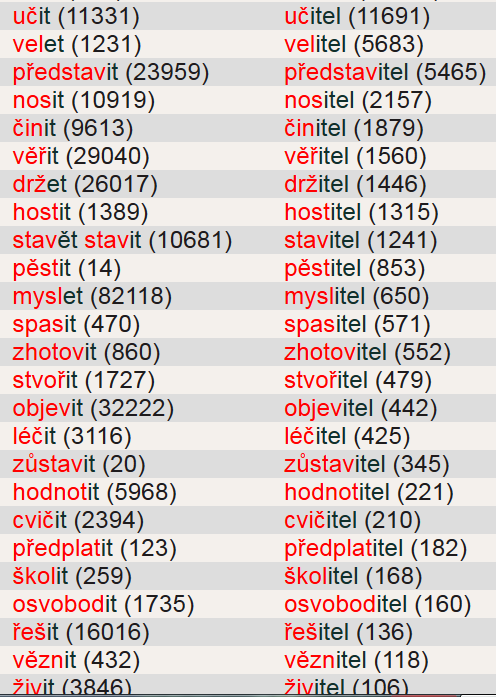 učit (11331) učitel (11691)
velet (1231) velitel (5683)
představit (23959) představitel (5465)
nosit (10919) nositel (2157)
činit (9613) činitel (1879)
věřit (29040) věřitel (1560)
držet (26017) držitel (1446)
hostit (1389) hostitel (1315)
stavět stavit (10681) stavitel (1241)
pěstit (14) pěstitel (853)
myslet (82118) myslitel (650)
spasit (470) spasitel (571)
zhotovit (860) zhotovitel (552)
stvořit (1727) stvořitel (479)
objevit (32222) objevitel (442)
léčit (3116) léčitel (425)
zůstavit (20) zůstavitel (345)
hodnotit (5968) hodnotitel (221)
cvičit (2394) cvičitel (210)
předplatit (123) předplatitel (182)
školit (259) školitel (168)
osvobodit (1735) osvoboditel (160)
řešit (16016) řešitel (136)
věznit (432) věznitel (118)
živit (3846) živitel (106)